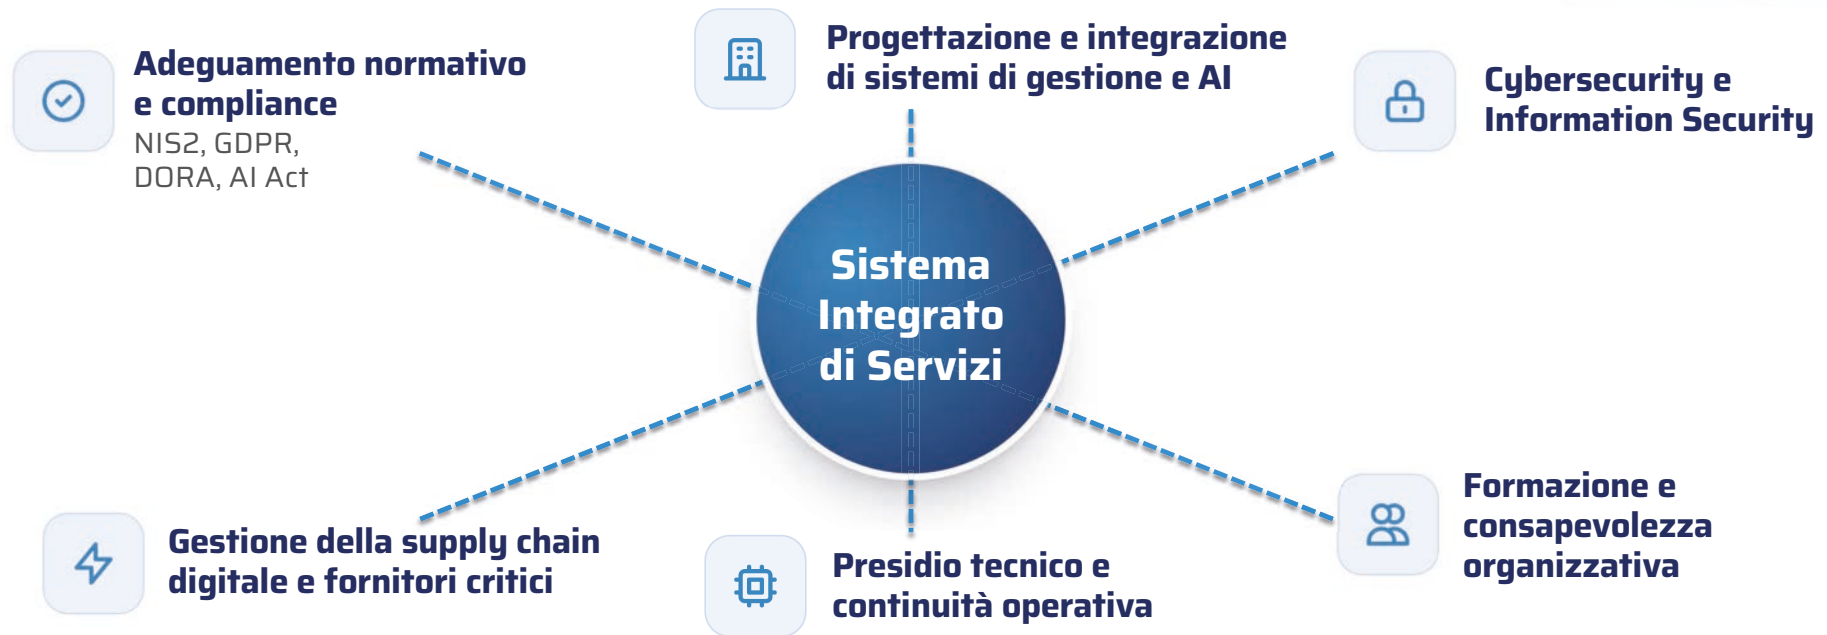 Adeguamento normativo
e compliance
NIS2, GDPR,
DORA, AI Act
Progettazione e integrazione
di sistemi di gestione e AI
Cybersecurity e
Information Security
Sistema
Integrato
di Servizi
Gestione della supply chain
digitale e fornitori critici
Presidio tecnico e
continuità operativa
Formazione e
consapevolezza
organizzativa